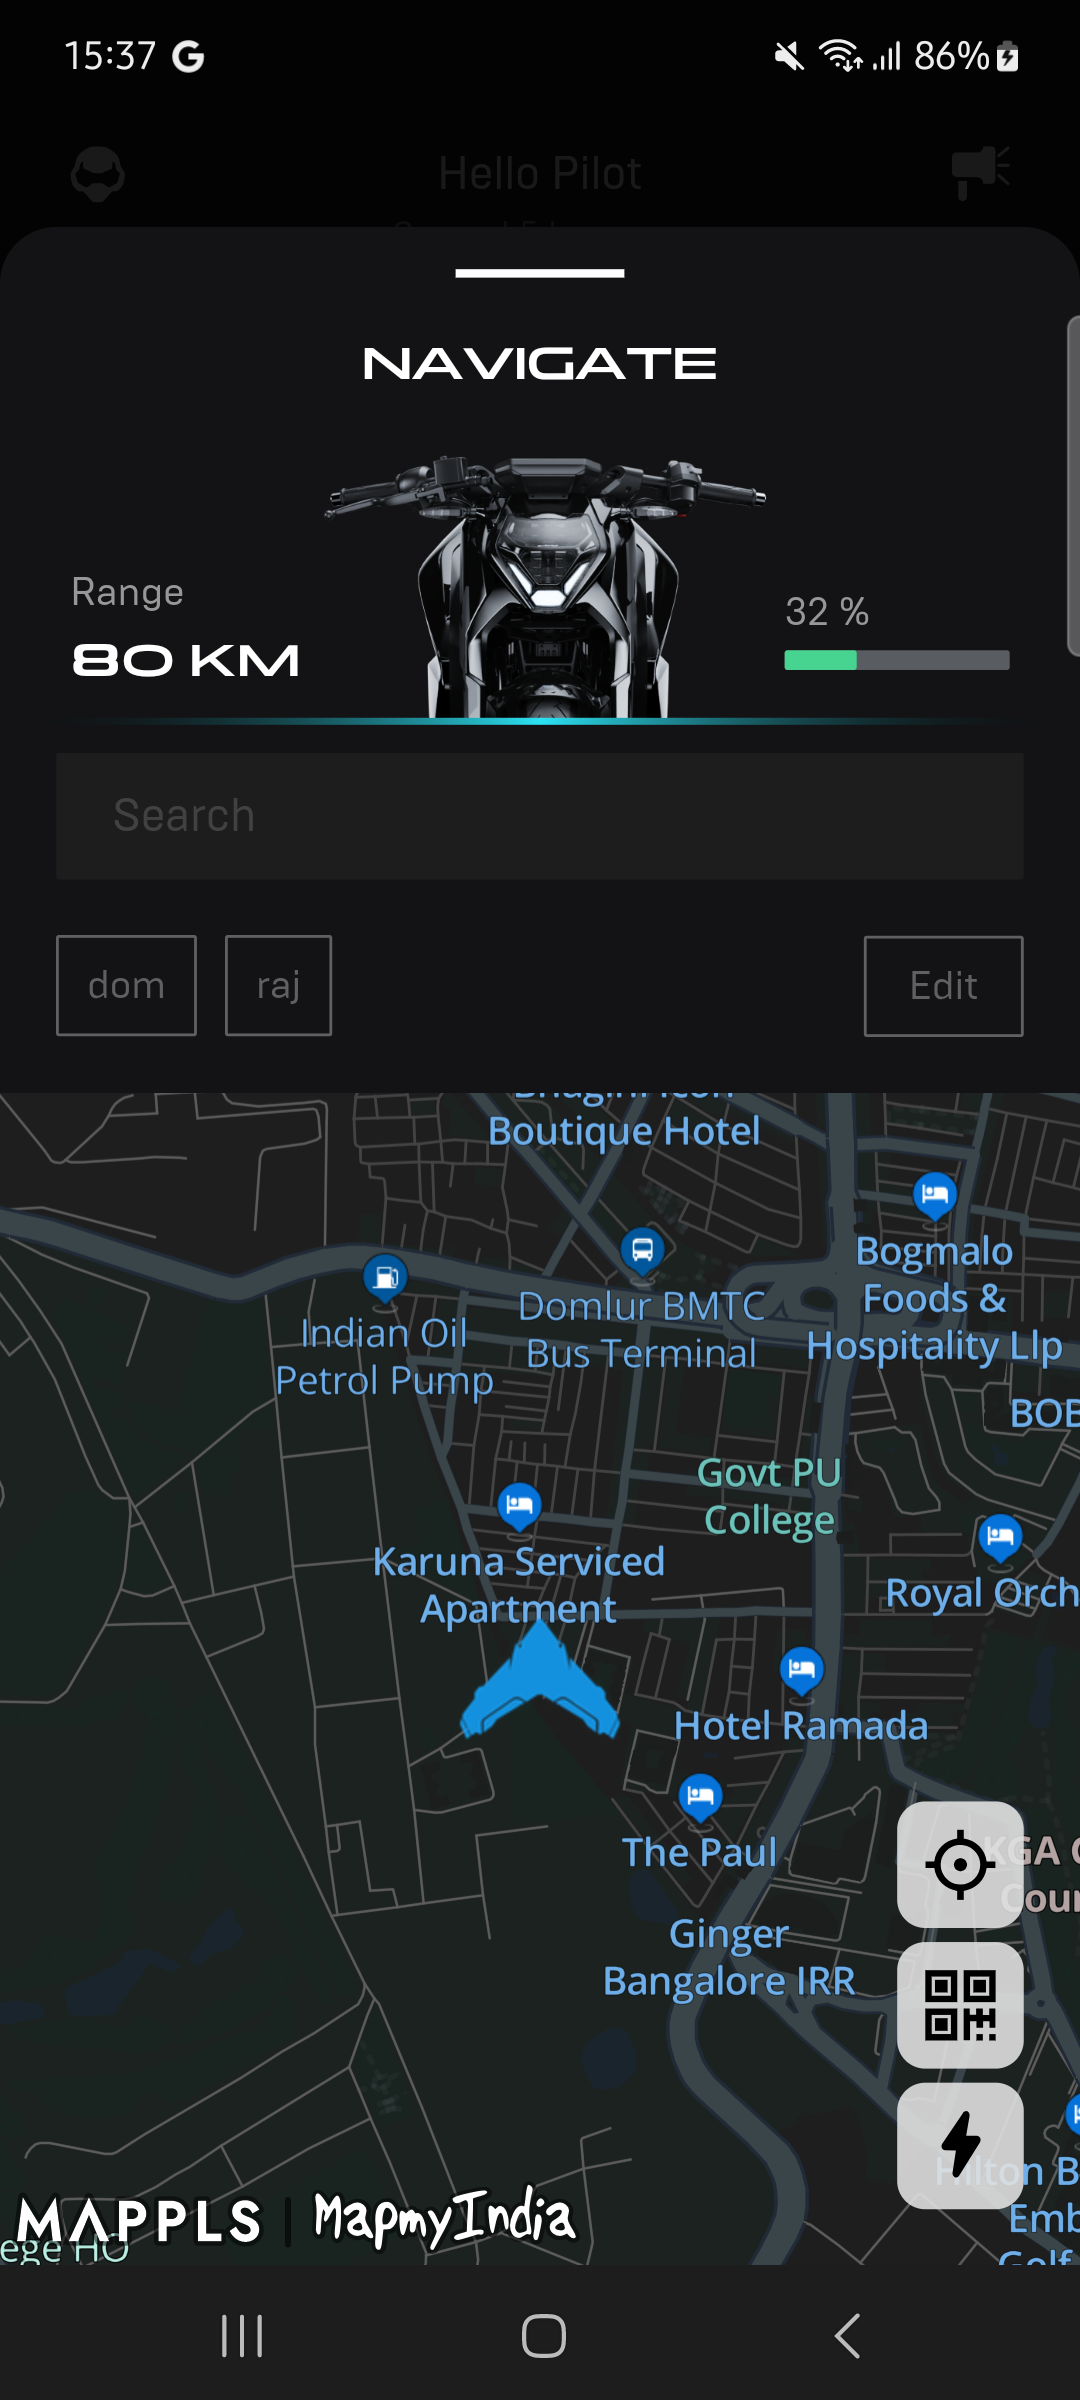 15:37
86%
Hello Pilot
NAVIGATE
Range
80 KM
32 %
Search
dom
raj
Edit
Boutique Hotel
Bogmalo
Foods &
Hospitality Llp
Domlur BMTC
Bus Terminal
Indian Oil
Petrol Pump
BOB
Govt PU
College
Karuna Serviced
Apartment
Royal Orch
Hotel Ramada
The Paul
KGA
Cour
Ginger
Bangalore IRR
Hilton B
Emb
Golf
MAPPLS | MapmyIndia
ege HO